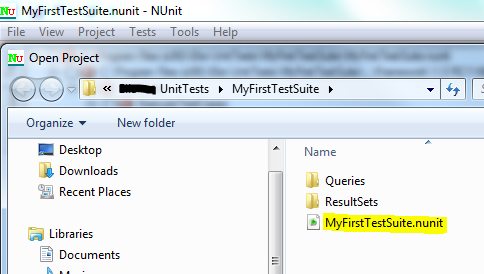 MyFirstTestSuite.nunit - NUnit
File View Project Tests Tools Help
Open Project
UnitTests MyFirstTestSuite
Organize New folder
Desktop
Downloads
Recent Places
Libraries
Documents
Name
Queries
ResultSets
MyFirstTestSuite.nunit